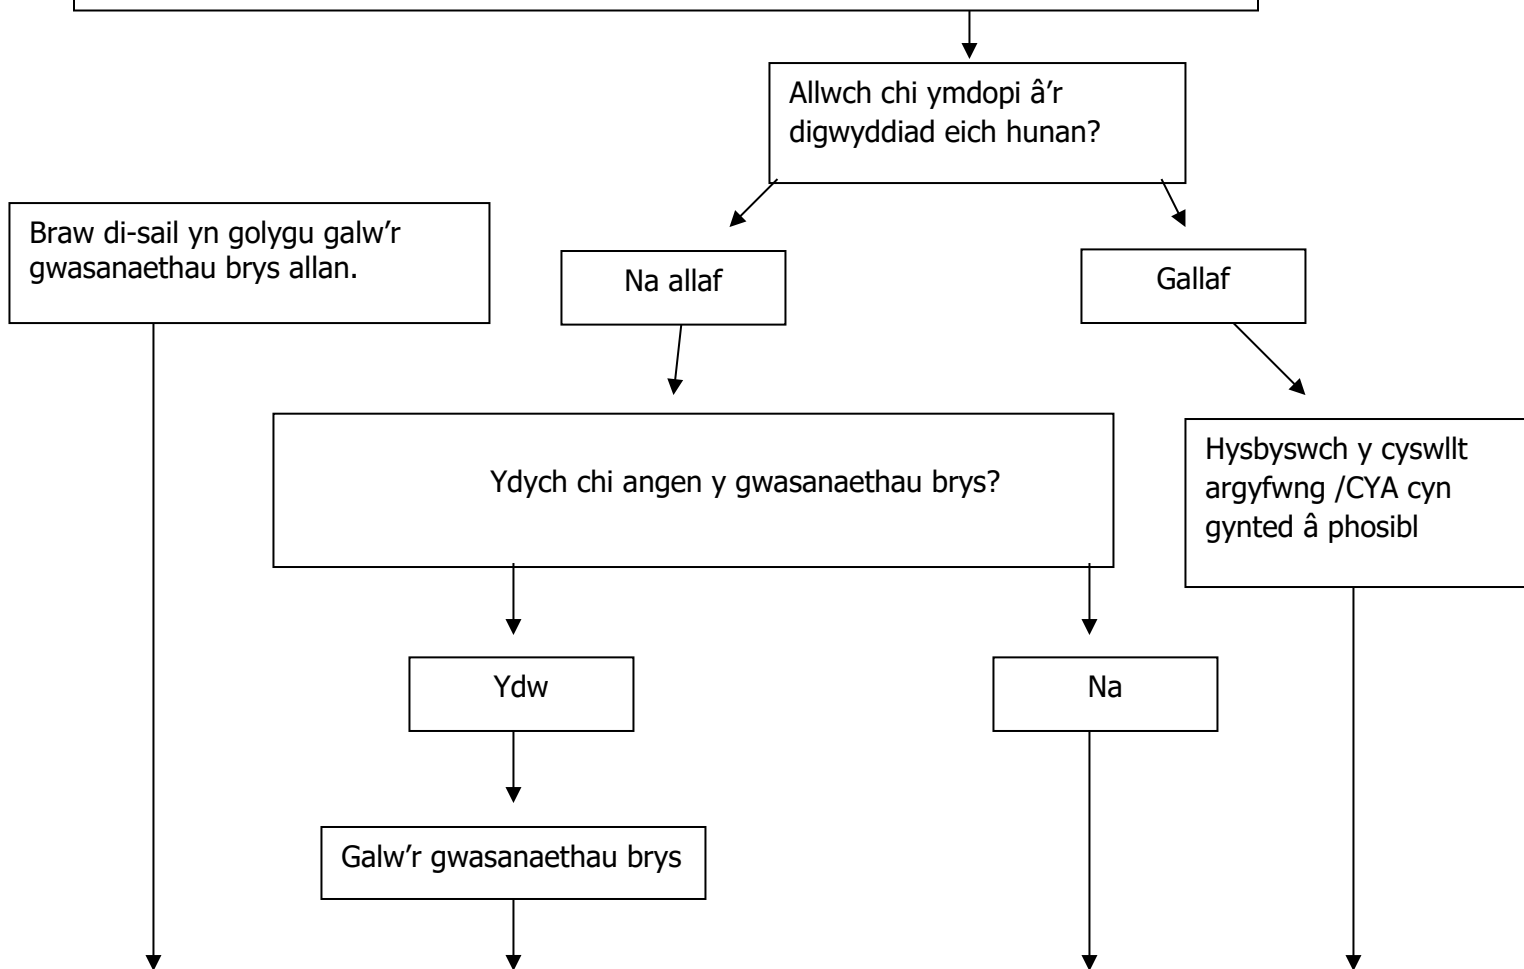 Allwch chi ymdopi â’r
digwyddiad eich hunan?
Braw di-sail yn golygu galw’r
gwasanaethau brys allan.
Na allaf
Gallaf
Ydych chi angen y gwasanaethau brys?
Hysbyswch y cyswllt
argyfwng /CYA cyn
gynted â phosibl
Ydw
Na
Galw’r gwasanaethau brys